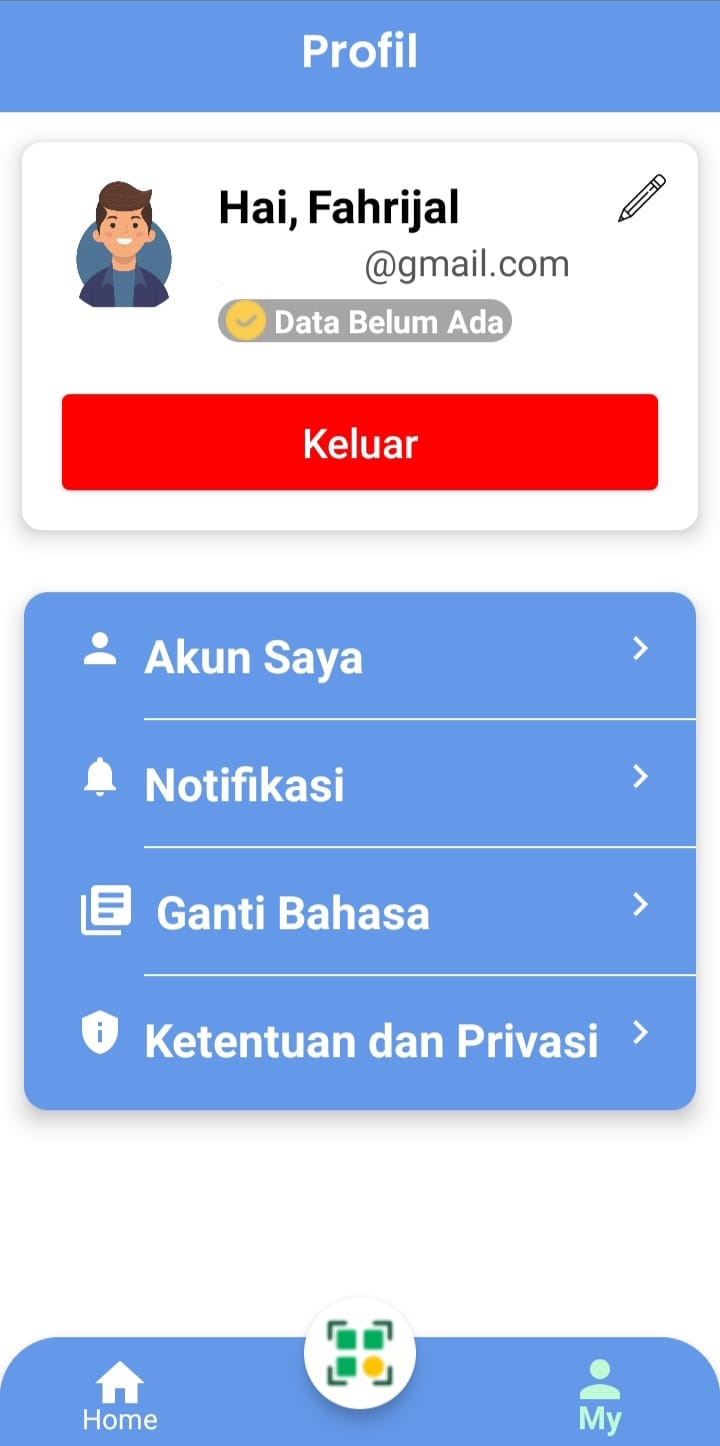 Profil
Hai, Fahrijal
@gmail.com
Data Belum Ada
Keluar
Akun Saya
Notifikasi
Ganti Bahasa
Ketentuan dan Privasi
Home
My